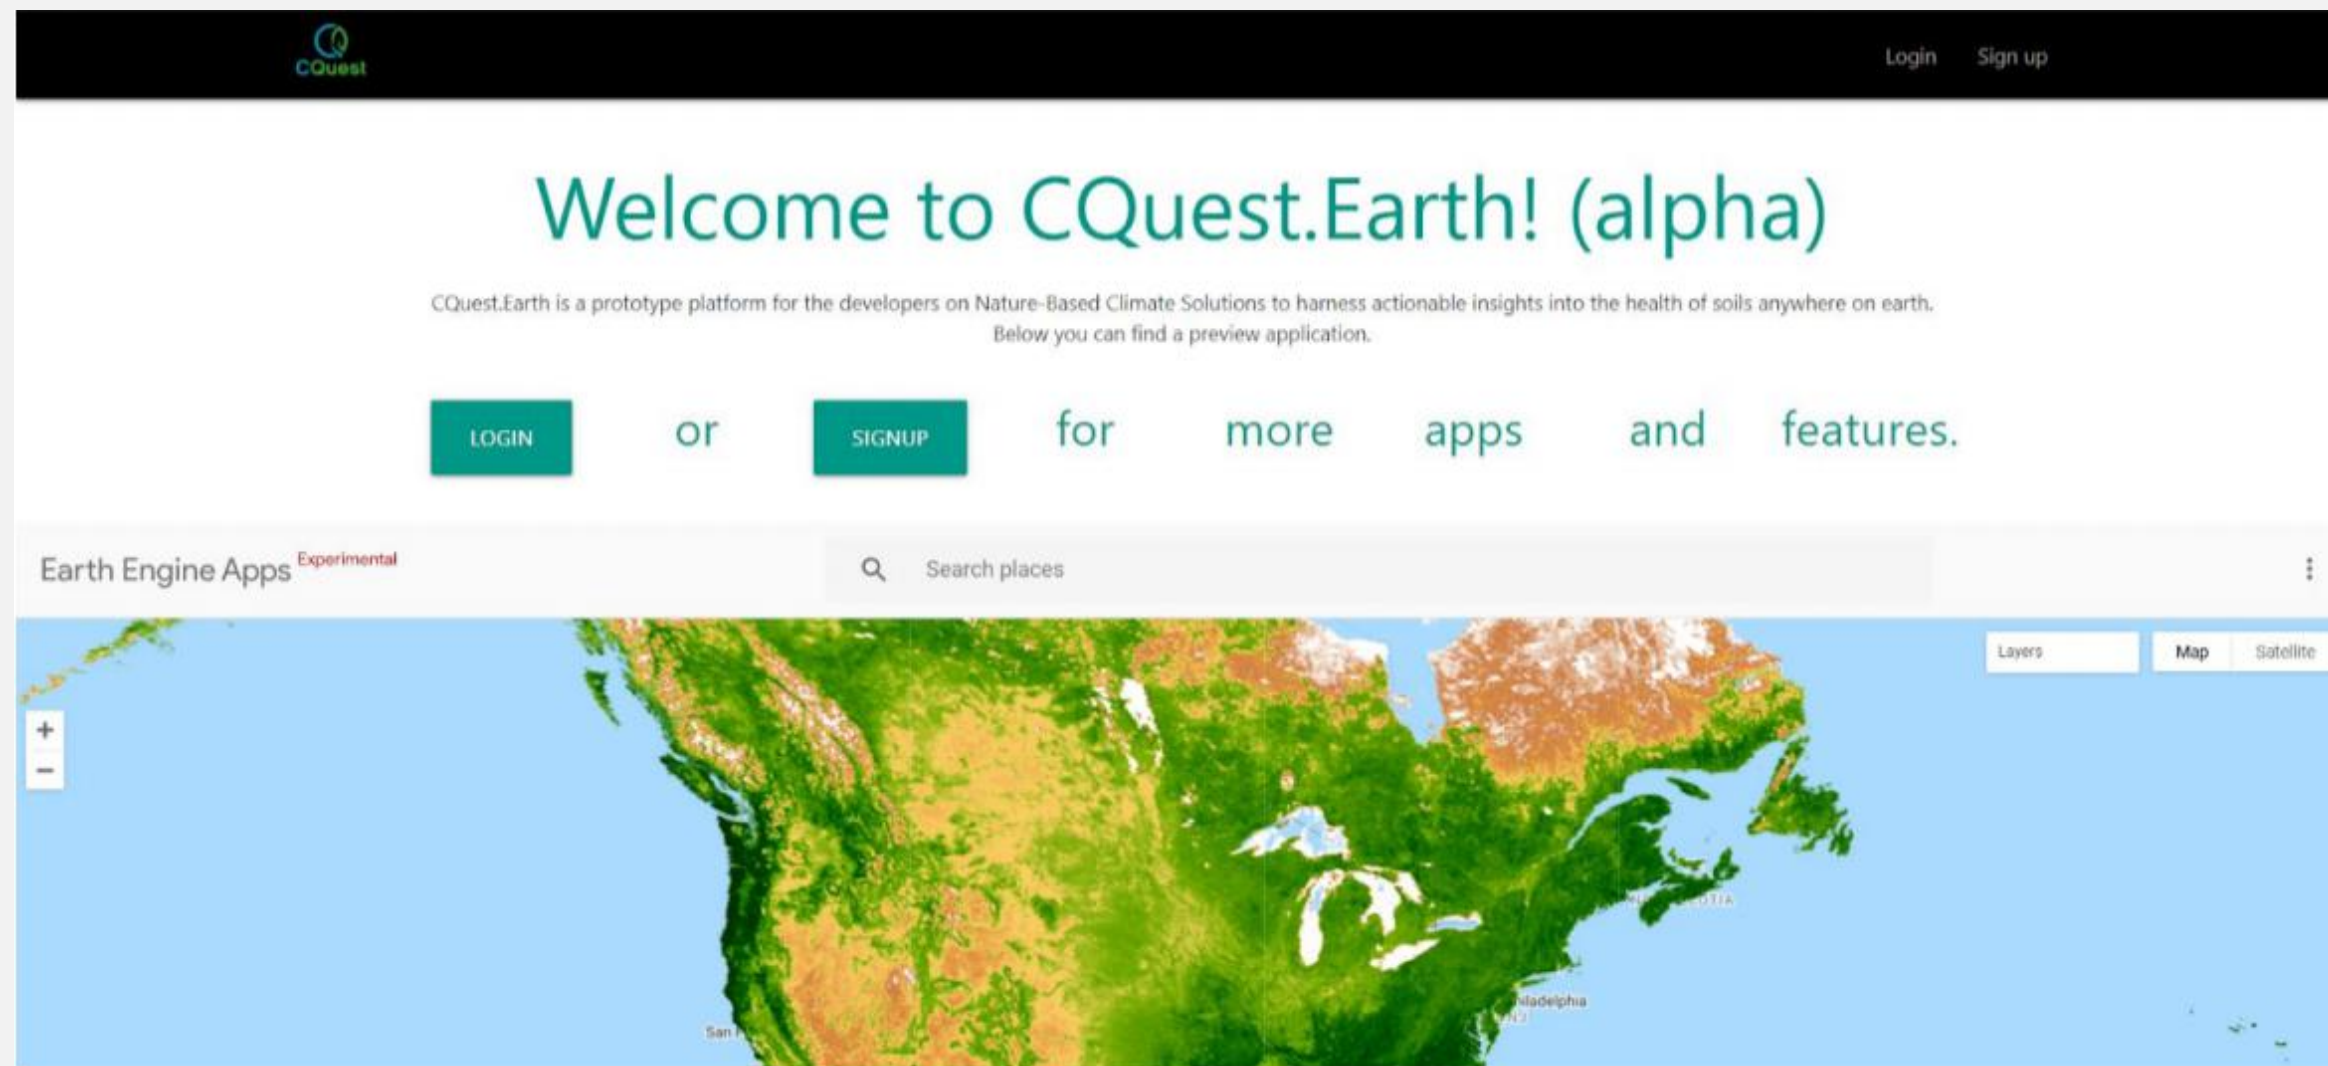 CQuest
Login Sign up
Welcome to CQuest.Earth! (alpha)
CQuest.Earth is a prototype platform for the developers on Nature-Based Climate Solutions to harness actionable insights into the health of soils anywhere on earth.
Below you can find a preview application.
LOGIN or SIGNUP for more apps and features.
Earth Engine Apps Experimental
Search places
Layers
Map Satellite
+
−
San